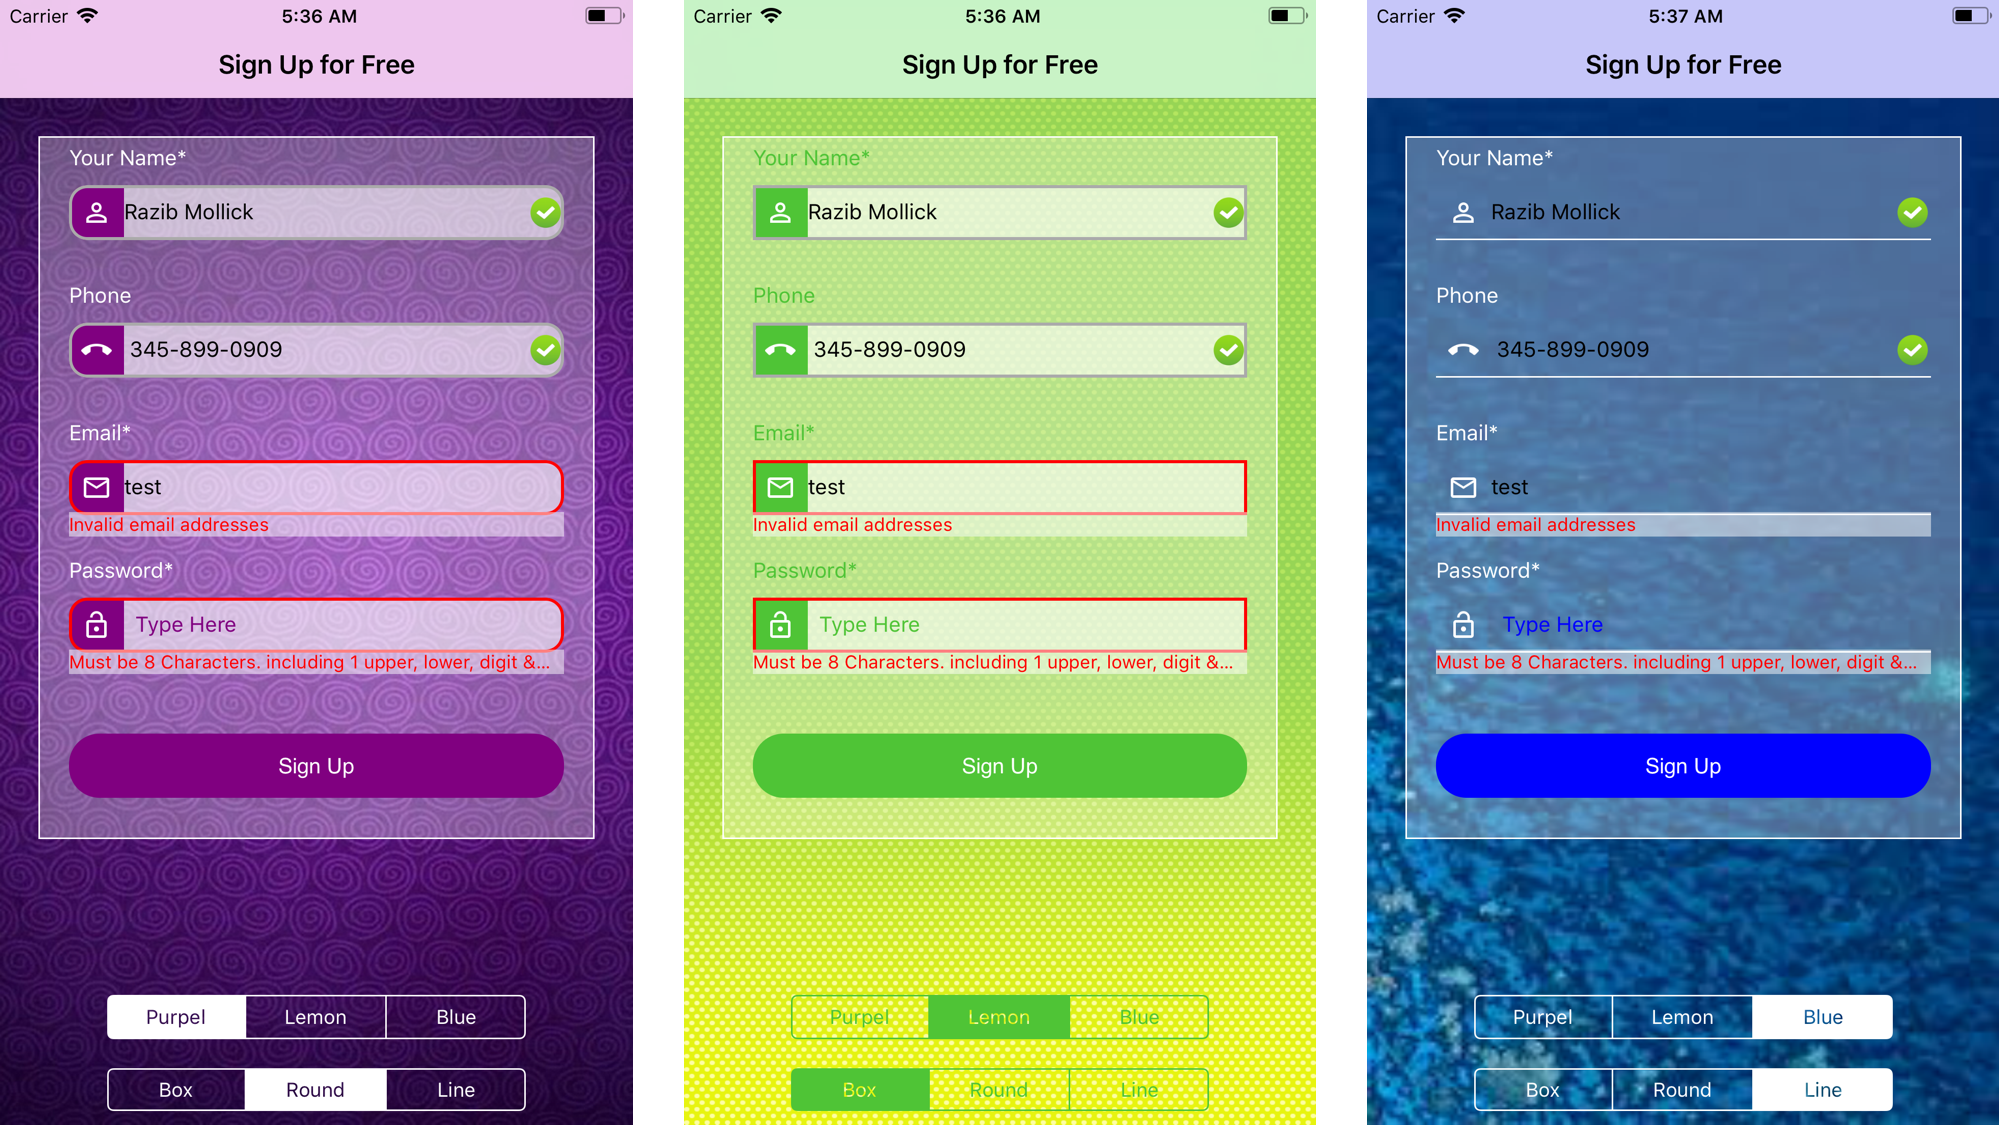 Carrier 5:36 AM
Sign Up for Free
Your Name*
Razib Mollick
Phone
345-899-0909
Email*
test
Invalid email addresses
Password*
Type Here
Must be 8 Characters. including 1 upper, lower, digit &...
Sign Up
Purpel Lemon Blue
Box Round Line
Carrier 5:36 AM
Sign Up for Free
Your Name*
Razib Mollick
Phone
345-899-0909
Email*
test
Invalid email addresses
Password*
Type Here
Must be 8 Characters. including 1 upper, lower, digit &...
Sign Up
Purpel Lemon Blue
Box Round Line
Carrier 5:37 AM
Sign Up for Free
Your Name*
Razib Mollick
Phone
345-899-0909
Email*
test
Invalid email addresses
Password*
Type Here
Must be 8 Characters. including 1 upper, lower, digit &...
Sign Up
Purpel Lemon Blue
Box Round Line